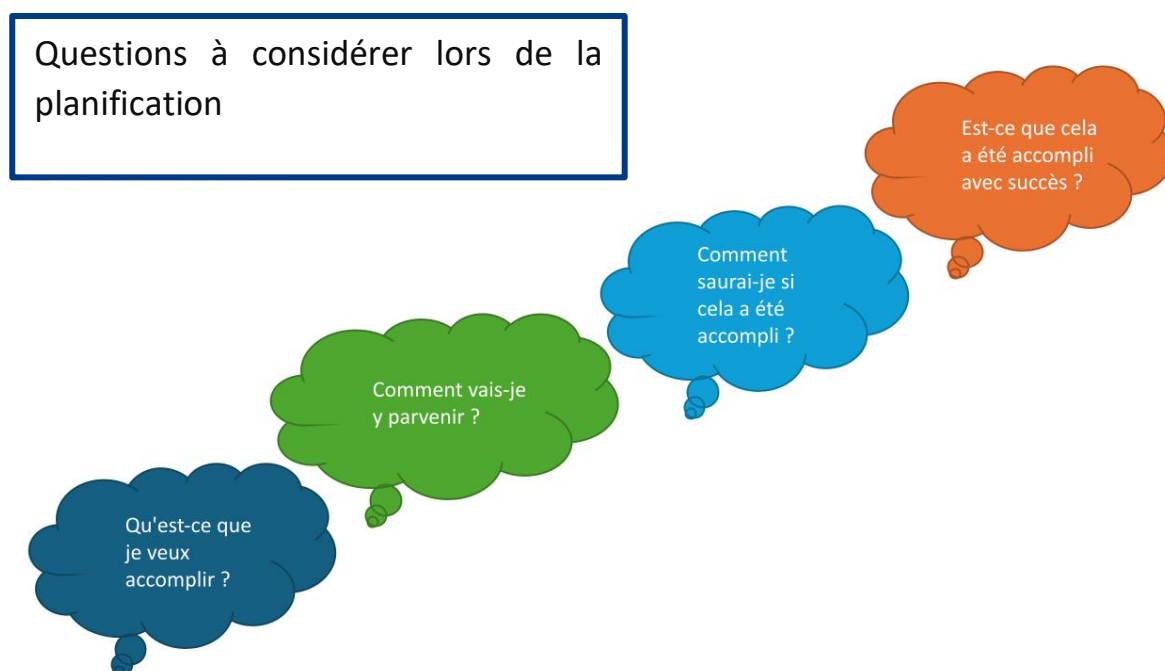 Questions à considérer lors de la
planification
Est-ce que cela
a été accompli
avec succès ?
Comment
saurai-je si
cela a été
accompli ?
Comment vais-je
y parvenir ?
Qu'est-ce que
je veux
accomplir ?